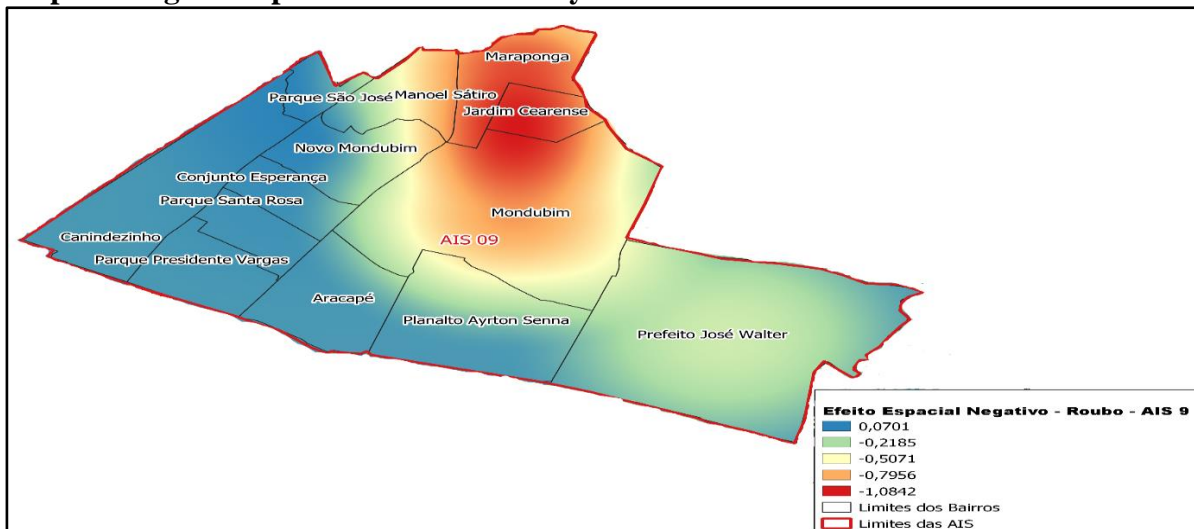 Maraponga
Manoel Sátiro
Parque São José
Jardim Cearense
Novo Mondubim
Conjunto Esperança
Parque Santa Rosa
Mondubim
Canindezinho
AIS 09
Parque Presidente Vargas
Aracapé
Planalto Ayrton Senna
Prefeito José Walter
Efeito Espacial Negativo - Roubo - AIS 9
0,0701
-0,2185
-0,5071
-0,7956
-1,0842
Limites dos Bairros
Limites das AIS